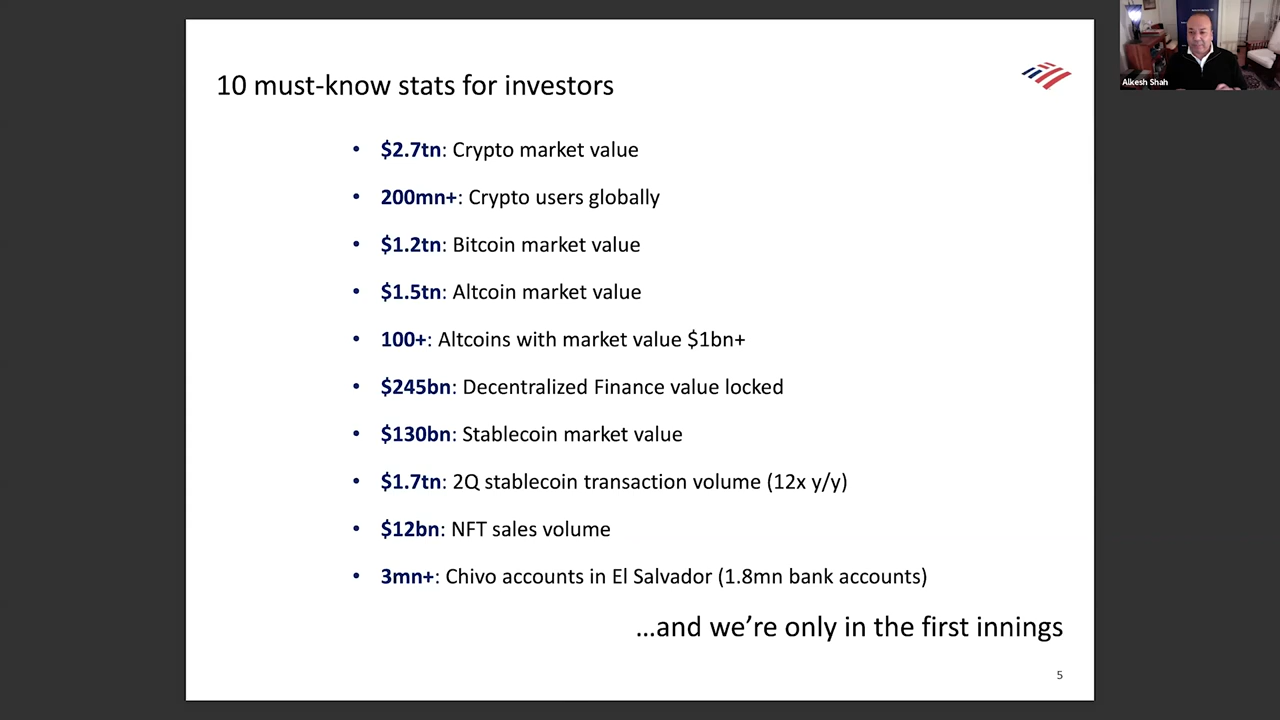 10 must-know stats for investors
• $2.7tn: Crypto market value
• 200mn+: Crypto users globally
• $1.2tn: Bitcoin market value
• $1.5tn: Altcoin market value
• 100+: Altcoins with market value $1bn+
• $245bn: Decentralized Finance value locked
• $130bn: Stablecoin market value
• $1.7tn: 2Q stablecoin transaction volume (12x y/y)
• $12bn: NFT sales volume
• 3mn+: Chivo accounts in El Salvador (1.8mn bank accounts)
...and we’re only in the first innings
5
Alkesh Shah